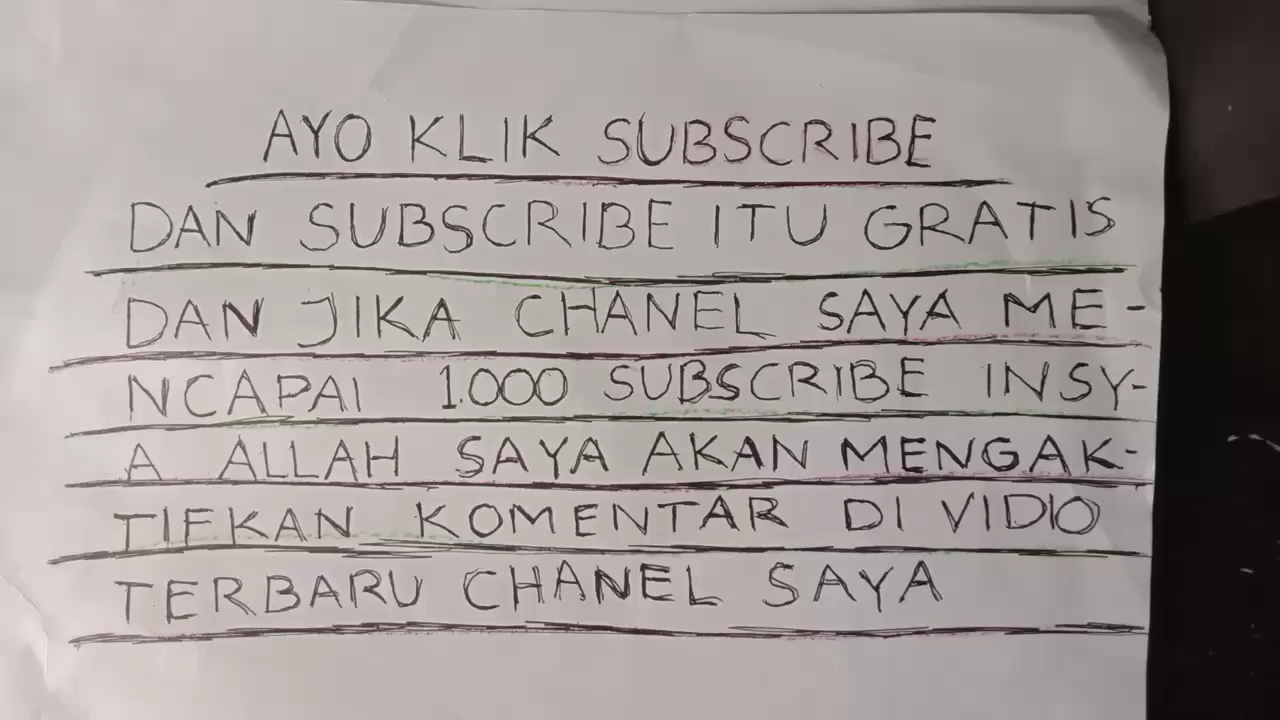 AYO KLIK SUBSCRIBE
DAN SUBSCRIBE ITU GRATIS
DAN JIKA CHANEL SAYA ME-
NCAPAI 1.000 SUBSCRIBE INSY-
A ALLAH SAYA AKAN MENGAK-
TIFKAN KOMENTAR DI VIDIO
TERBARU CHANEL SAYA